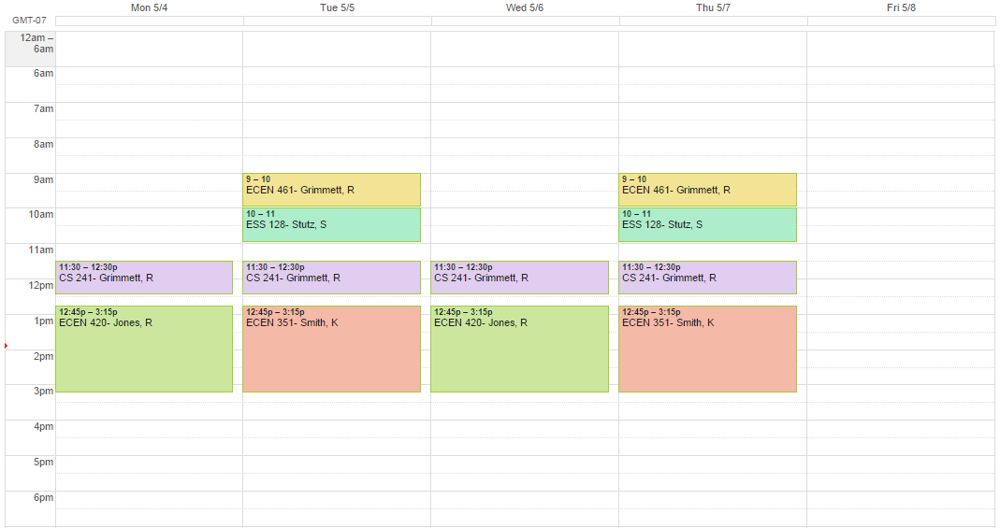 Mon 5/4 Tue 5/5 Wed 5/6 Thu 5/7 Fri 5/8
GMT-07
12am –
6am
6am
7am
8am
9am
9 – 10
ECEN 461- Grimmett, R
9 – 10
ECEN 461- Grimmett, R
10am
10 – 11
ESS 128- Stutz, S
10 – 11
ESS 128- Stutz, S
11am
11:30 – 12:30p
CS 241- Grimmett, R
11:30 – 12:30p
CS 241- Grimmett, R
11:30 – 12:30p
CS 241- Grimmett, R
11:30 – 12:30p
CS 241- Grimmett, R
12pm
12:45p – 3:15p
ECEN 420- Jones, R
12:45p – 3:15p
ECEN 351- Smith, K
12:45p – 3:15p
ECEN 420- Jones, R
12:45p – 3:15p
ECEN 351- Smith, K
1pm
2pm
3pm
4pm
5pm
6pm